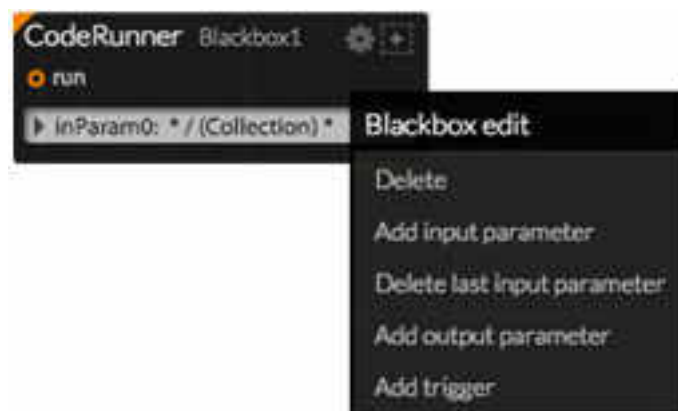 CodeRunner Blackbox1
run
inParam0: * / (Collection) *
Blackbox edit
Delete
Add input parameter
Delete last input parameter
Add output parameter
Add trigger